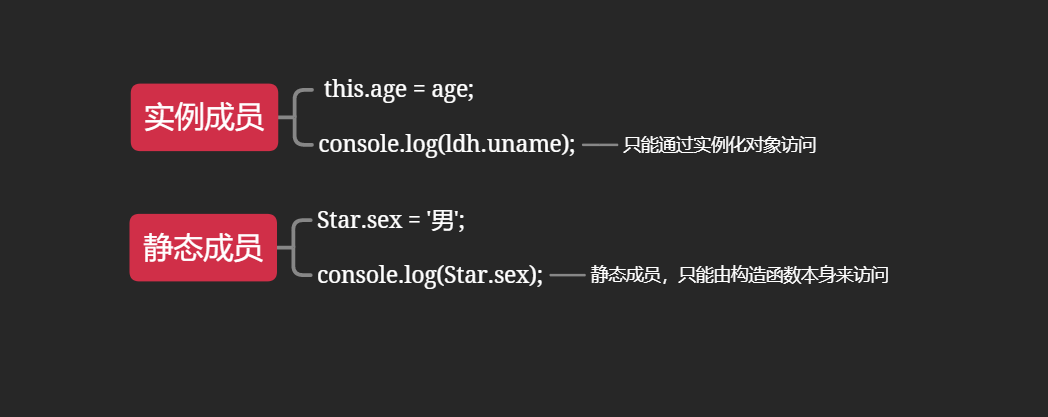 实例成员
this.age = age;
console.log(ldh.uname);
只能通过实例化对象访问
静态成员
Star.sex = '男';
console.log(Star.sex);
静态成员，只能由构造函数本身来访问